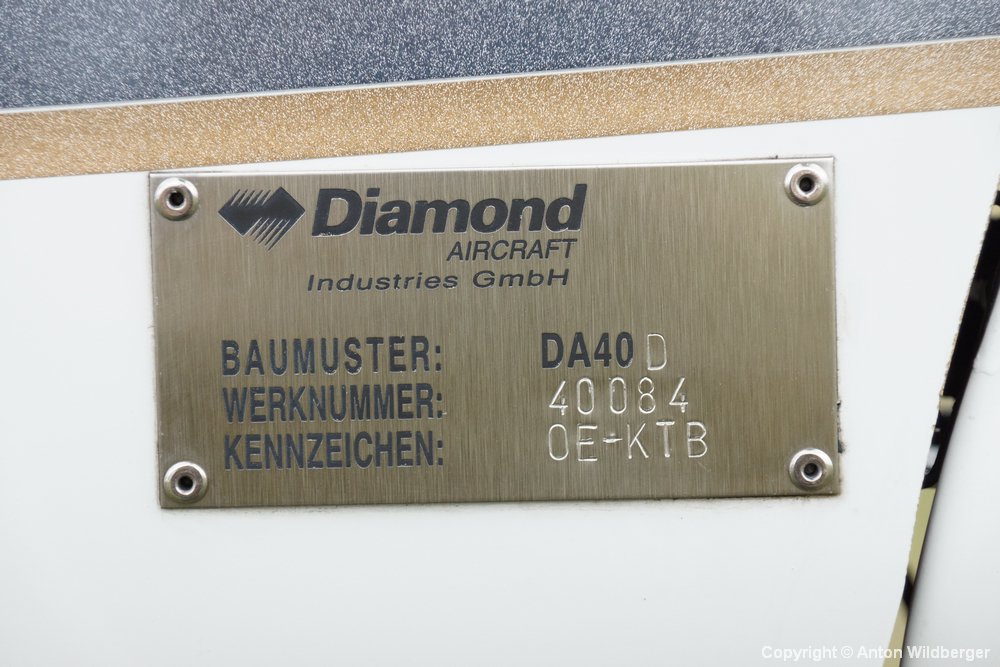 Diamond
AIRCRAFT
Industries GmbH
BAUMUSTER: DA40 D
WERKNUMMER: 40084
KENNZEICHEN: OE-KTB
Copyright © Anton Wildberger